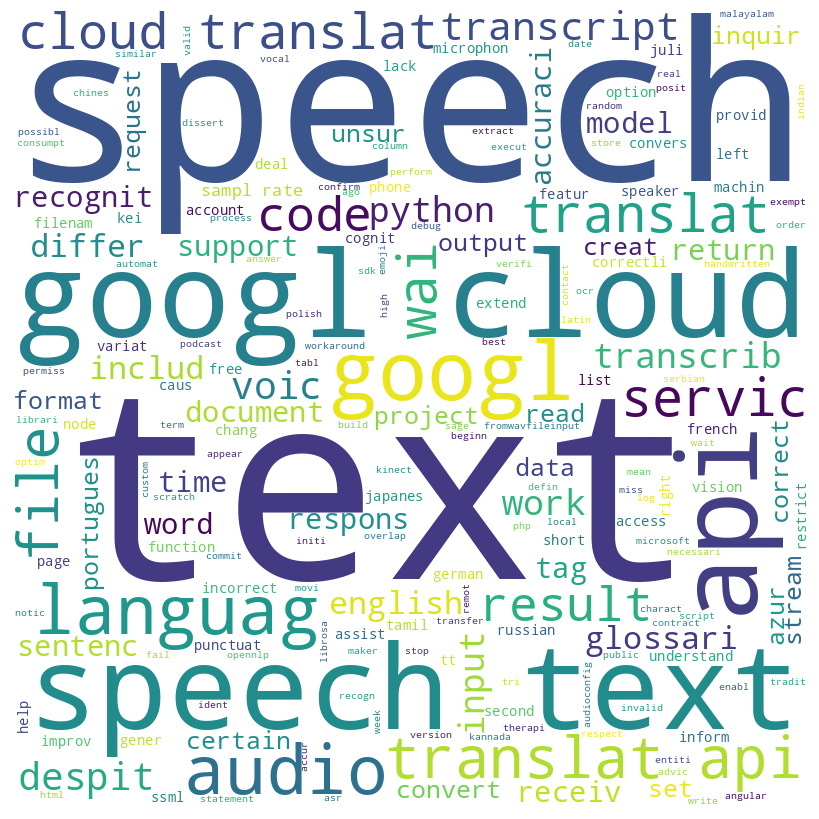 cloud translat
transcript
malayalam
similar
valid
vocal
microphon
date
juli
inquir
speech
lack
accuraci
option
real
posit
indian
chines
request
random
extract
model
provid
possibl
consumpt
dissert
unsur
column
execut
store
convers
left
deal
perform
recognit
sampl rate
confirm
ago
phone
featur
speaker
machin
exempt
filenam
kei
account
process
code
python
translat
order
differ
support
cognit
debug
output
creat
return
automat
answer
emoji
wal
verifi
correctli
contact
handwritten
googl cloud
sdk
high
extend
latin
ocr
polish
variat
podcast
workaround
best
permiss
tabl
includ
free
googl
transcrib
caus
voic
list
serbian
format
document
project
read
french
servic
librari
node
chang
term
build
sage
fromwavfileinput
beginn
wait
optim
file
text
api
appear
kinect
data
mean
log
right
vision
correct
portugues
time
custom
scratch
japanes
defin
miss
restrict
word
respons
work
php
local
access
microsoft
page
function
initi
overlap
short
necessari
commit
tag
azur
stream
german
incorrect
movi
remot
fail
languag
english
transfer
result
charact
contract
script
notic
punctuat
tamil
sentenc
assist
russian
glossari
librosa
maker
stop
opennlp
tt
input
tri
public
understand
tradit
speech text
ident
recogn
second
audioconfig
invalid
enabl
help
week
version
kannada
therapi
respect
improv
gener
certain
accur
inform
audio
translat api
entiti
advic
despit
convert
receiv
set
html
ssml
statement
asr
write
angular